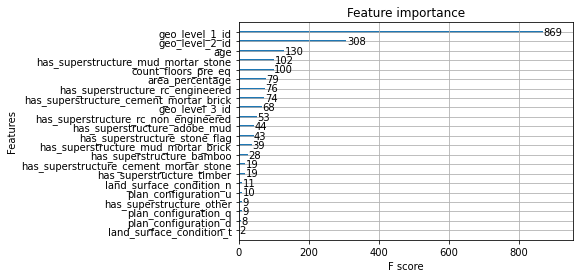 Feature importance
geo_level_1_id 869
geo_level_2_id 308
age 130
has_superstructure_mud_mortar_stone 102
count_floors_pre_eq 100
area_percentage 79
has_superstructure_rc_engineered 76
has_superstructure_cement_mortar_brick 74
geo_level_3_id 68
has_superstructure_rc_non_engineered 53
has_superstructure_adobe_mud 44
has_superstructure_stone_flag 43
has_superstructure_mud_mortar_brick 39
has_superstructure_bamboo 28
has_superstructure_cement_mortar_stone 19
has_superstructure_timber 19
land_surface_condition_n 11
plan_configuration_u 10
has_superstructure_other 9
plan_configuration_q 9
plan_configuration_d 8
land_surface_condition_t 2
0 200 400 600 800
F score
Features